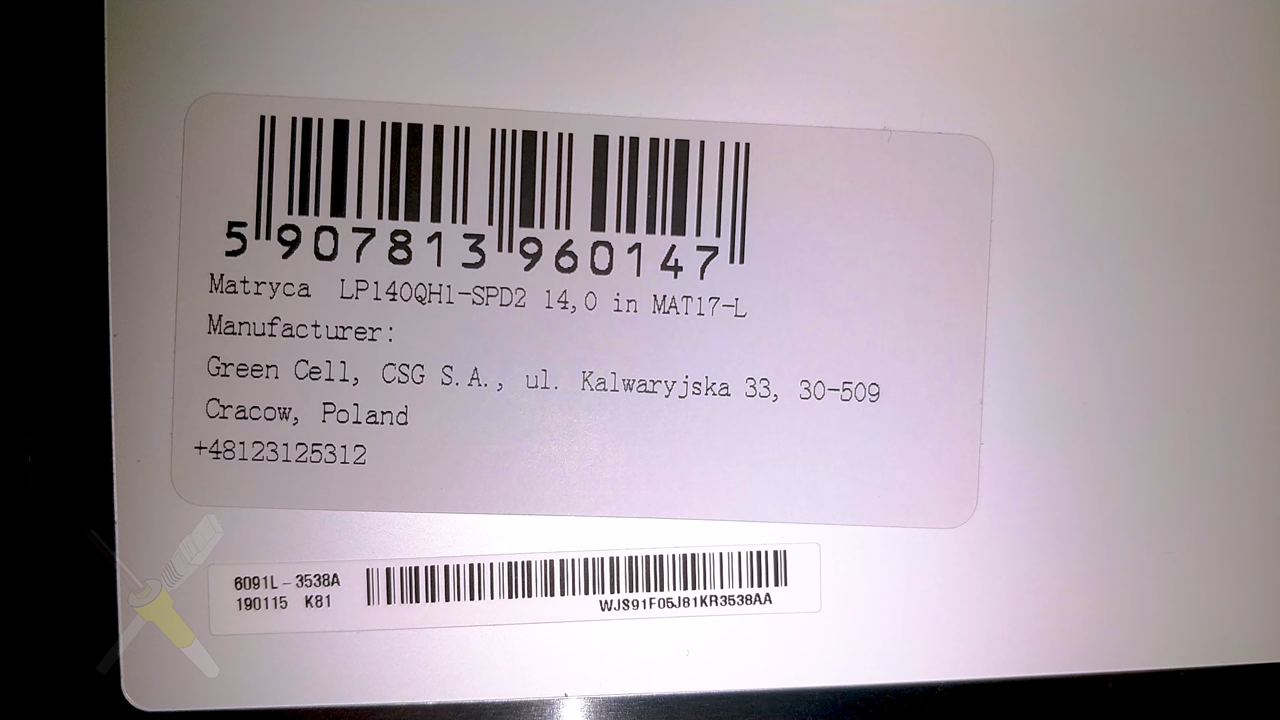 5 907813 960147
Matryca LP140QH1-SPD2 14,0 in MAT17-L
Manufacturer:
Green Cell, CSG S.A., ul. Kalwaryjska 33, 30-509
Cracow, Poland
+48123125312
6091L-3538A
190115 K81
WJS91F05J81KR3538AA